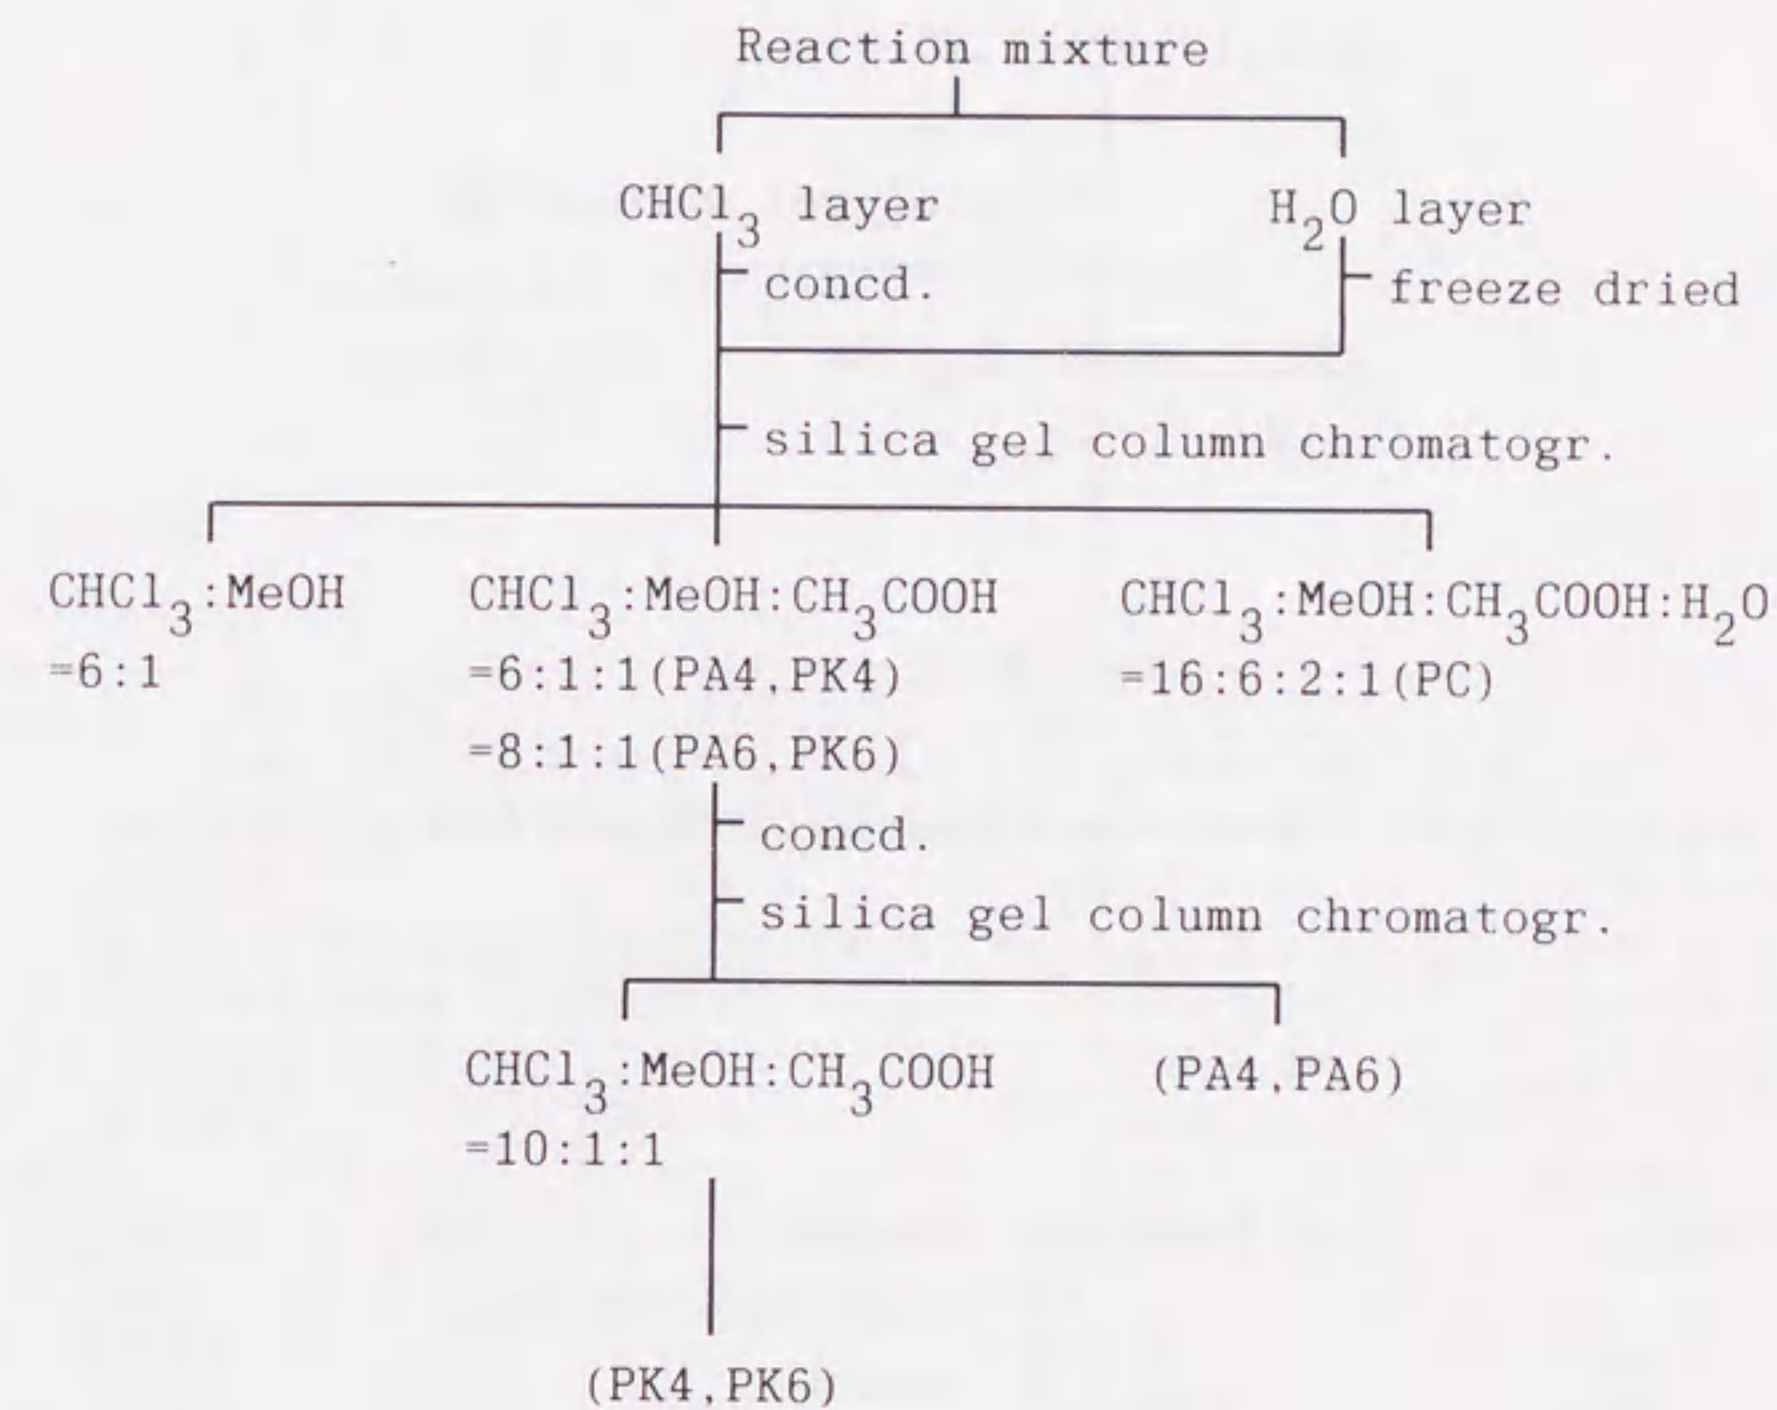 Reaction mixture
CHCl3 layer
H2O layer
concd.
freeze dried
silica gel column chromatogr.
CHCl3:MeOH
=6:1
CHCl3:MeOH:CH3COOH
=6:1:1(PA4,PK4)
=8:1:1(PA6,PK6)
CHCl3:MeOH:CH3COOH:H2O
=16:6:2:1(PC)
concd.
silica gel column chromatogr.
CHCl3:MeOH:CH3COOH
=10:1:1
(PA4,PA6)
(PK4,PK6)